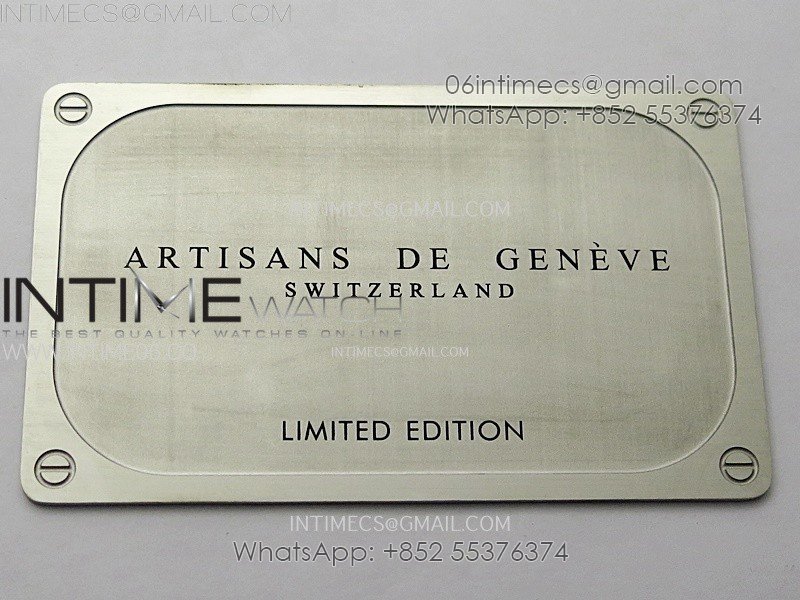 INTIMECS@GMAIL.COM
06intimecs@gmail.com
WhatsApp: +852 55376374
INTIMECS@GMAIL.COM
ARTISANS DE GENÈVE
SWITZERLAND
INTIME WATCH
THE BEST QUALITY WATCHES ON-LINE
INTIMECS@GMAIL.COM
LIMITED EDITION
INTIMECS@GMAIL.COM
WhatsApp: +852 55376374